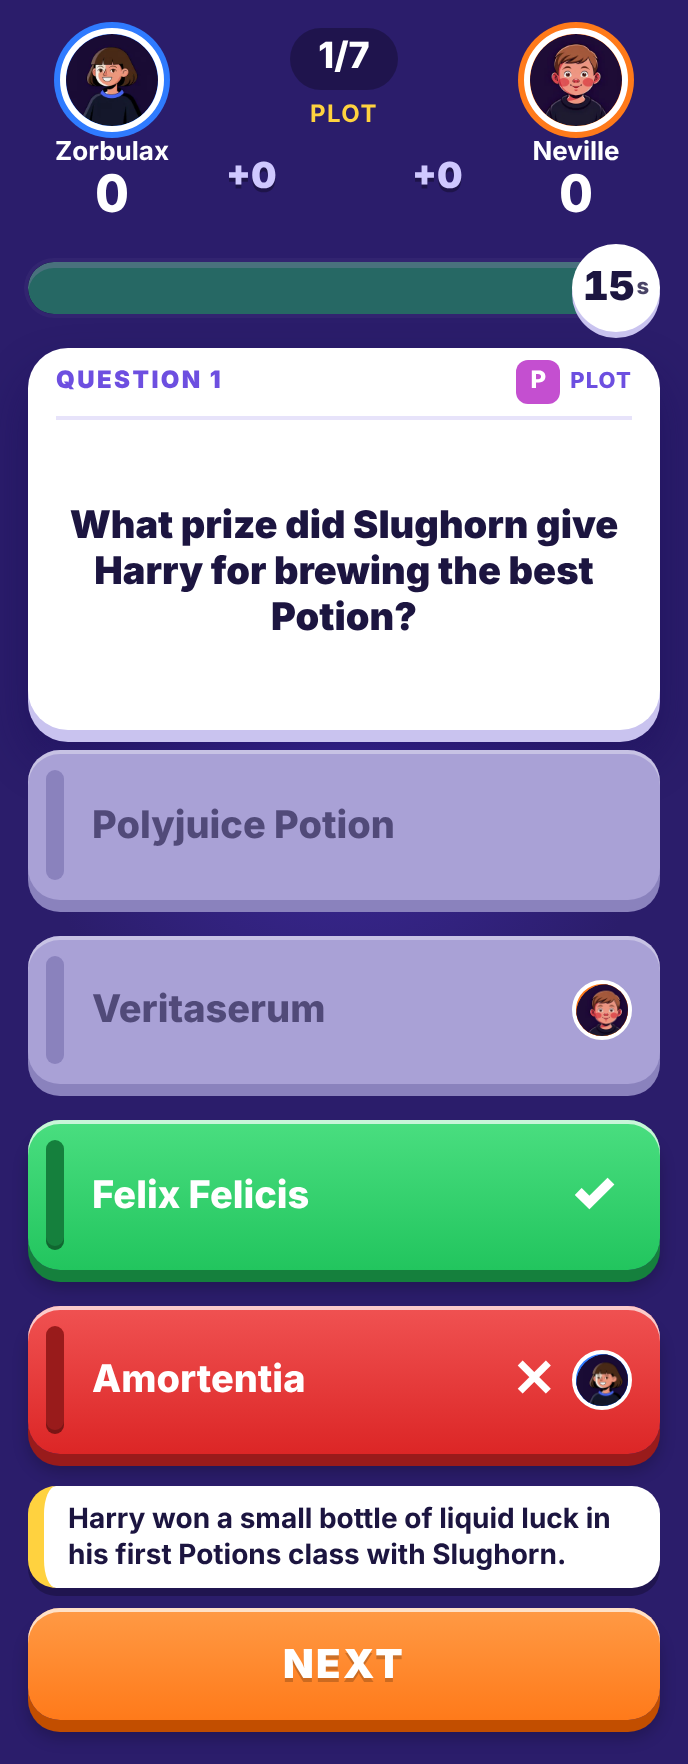 1/7
PLOT
Zorbulax
0
+0
+0
Neville
0
15s
QUESTION 1
P PLOT
What prize did Slughorn give
Harry for brewing the best
Potion?
Polyjuice Potion
Veritaserum
Felix Felicis
Amortentia
Harry won a small bottle of liquid luck in
his first Potions class with Slughorn.
NEXT